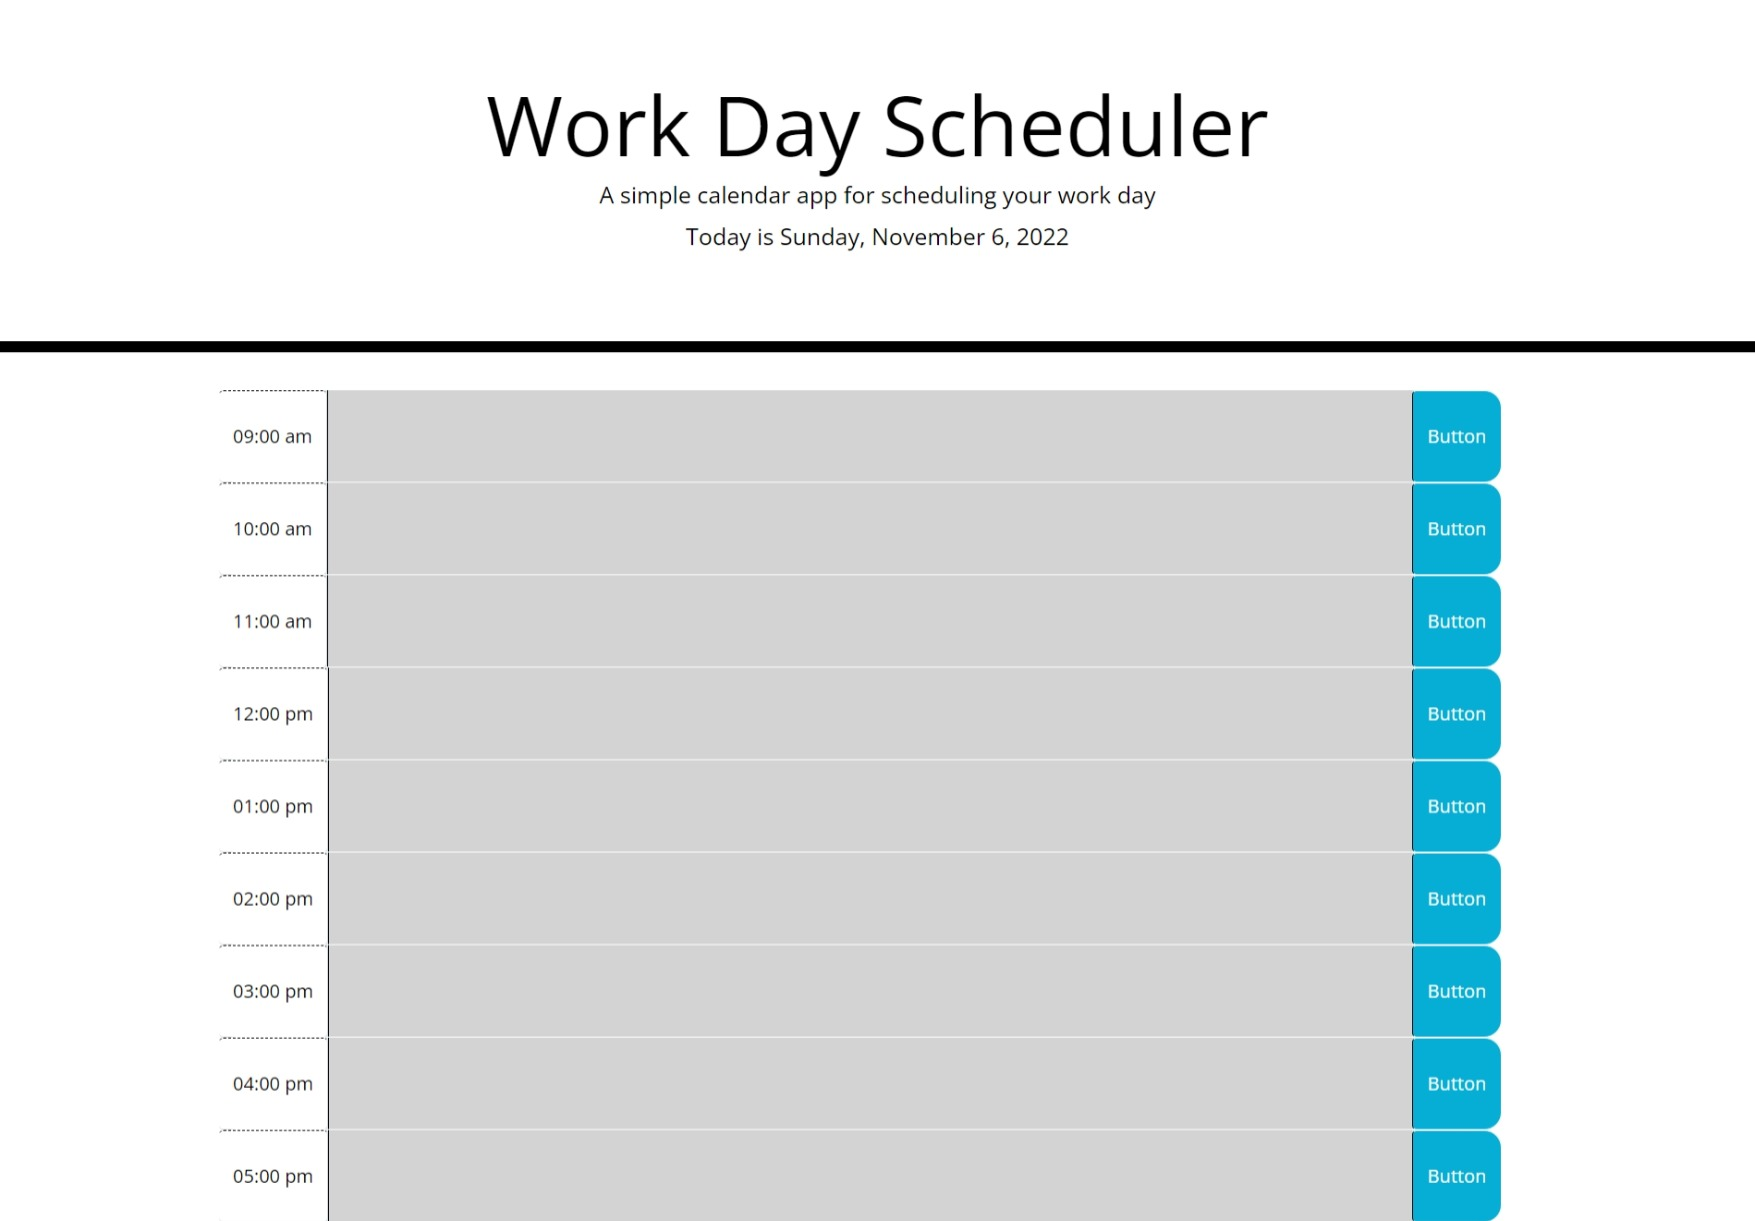 Work Day Scheduler
A simple calendar app for scheduling your work day
Today is Sunday, November 6, 2022
09:00 am Button
10:00 am Button
11:00 am Button
12:00 pm Button
01:00 pm Button
02:00 pm Button
03:00 pm Button
04:00 pm Button
05:00 pm Button